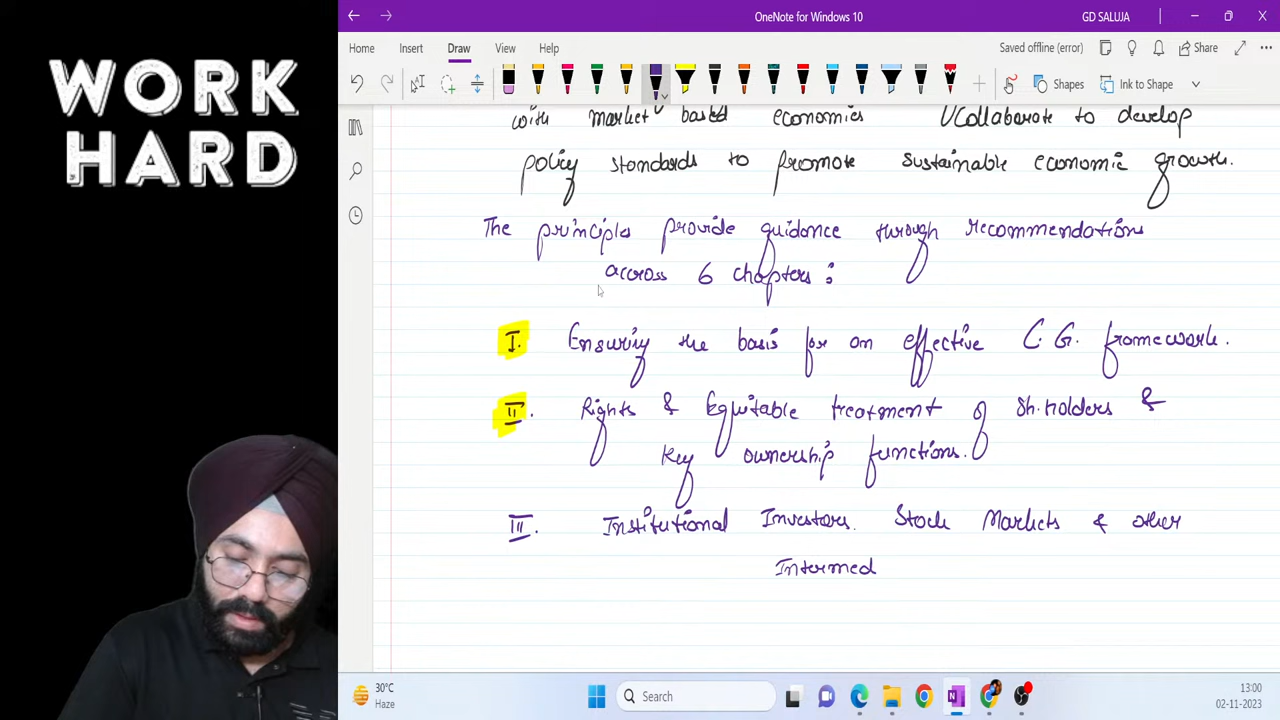 WORK
HARD
OneNote for Windows 10
GD SALUJA
Home
Insert
Draw
View
Help
Saved offline (error)
Share
Shapes
Ink to Shape
with market based economics Collaborate to develop
policy standards to promote sustainable economic growth.
The principles provide guidance through recommendations
across 6 chapters :
I. Ensuring the basis for an effective C.G. framework.
II. Rights & Equitable treatment of Sh.holders &
Key ownership functions.
III. Institutional Investors. Stock Markets & other
Intermed
30°C
Haze
Search
13:00
02-11-2023